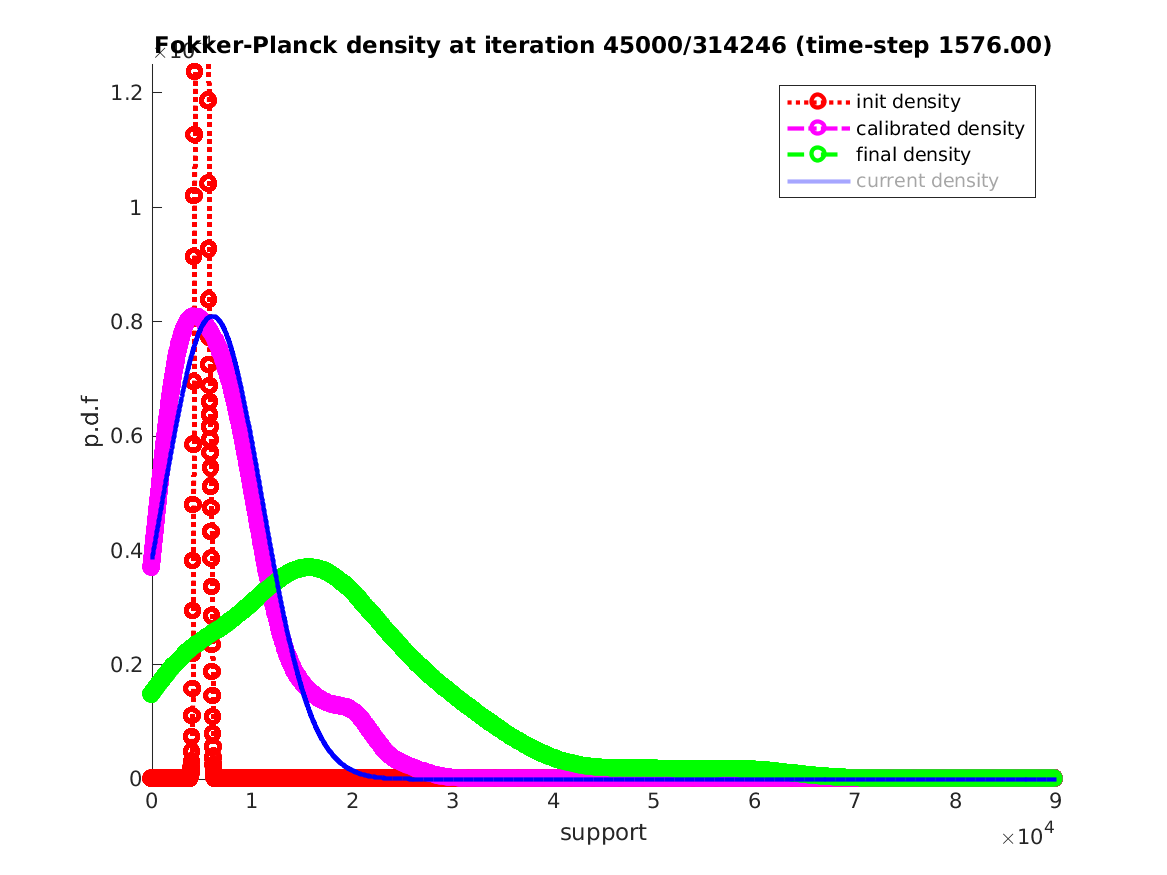 Fokker-Planck density at iteration 45000/314246 (time-step 1576.00)
init density
calibrated density
final density
current density
1.2
1
0.8
0.6
0.4
0.2
0
p.d.f
0 1 2 3 4 5 6 7 8 9
support
×10⁴